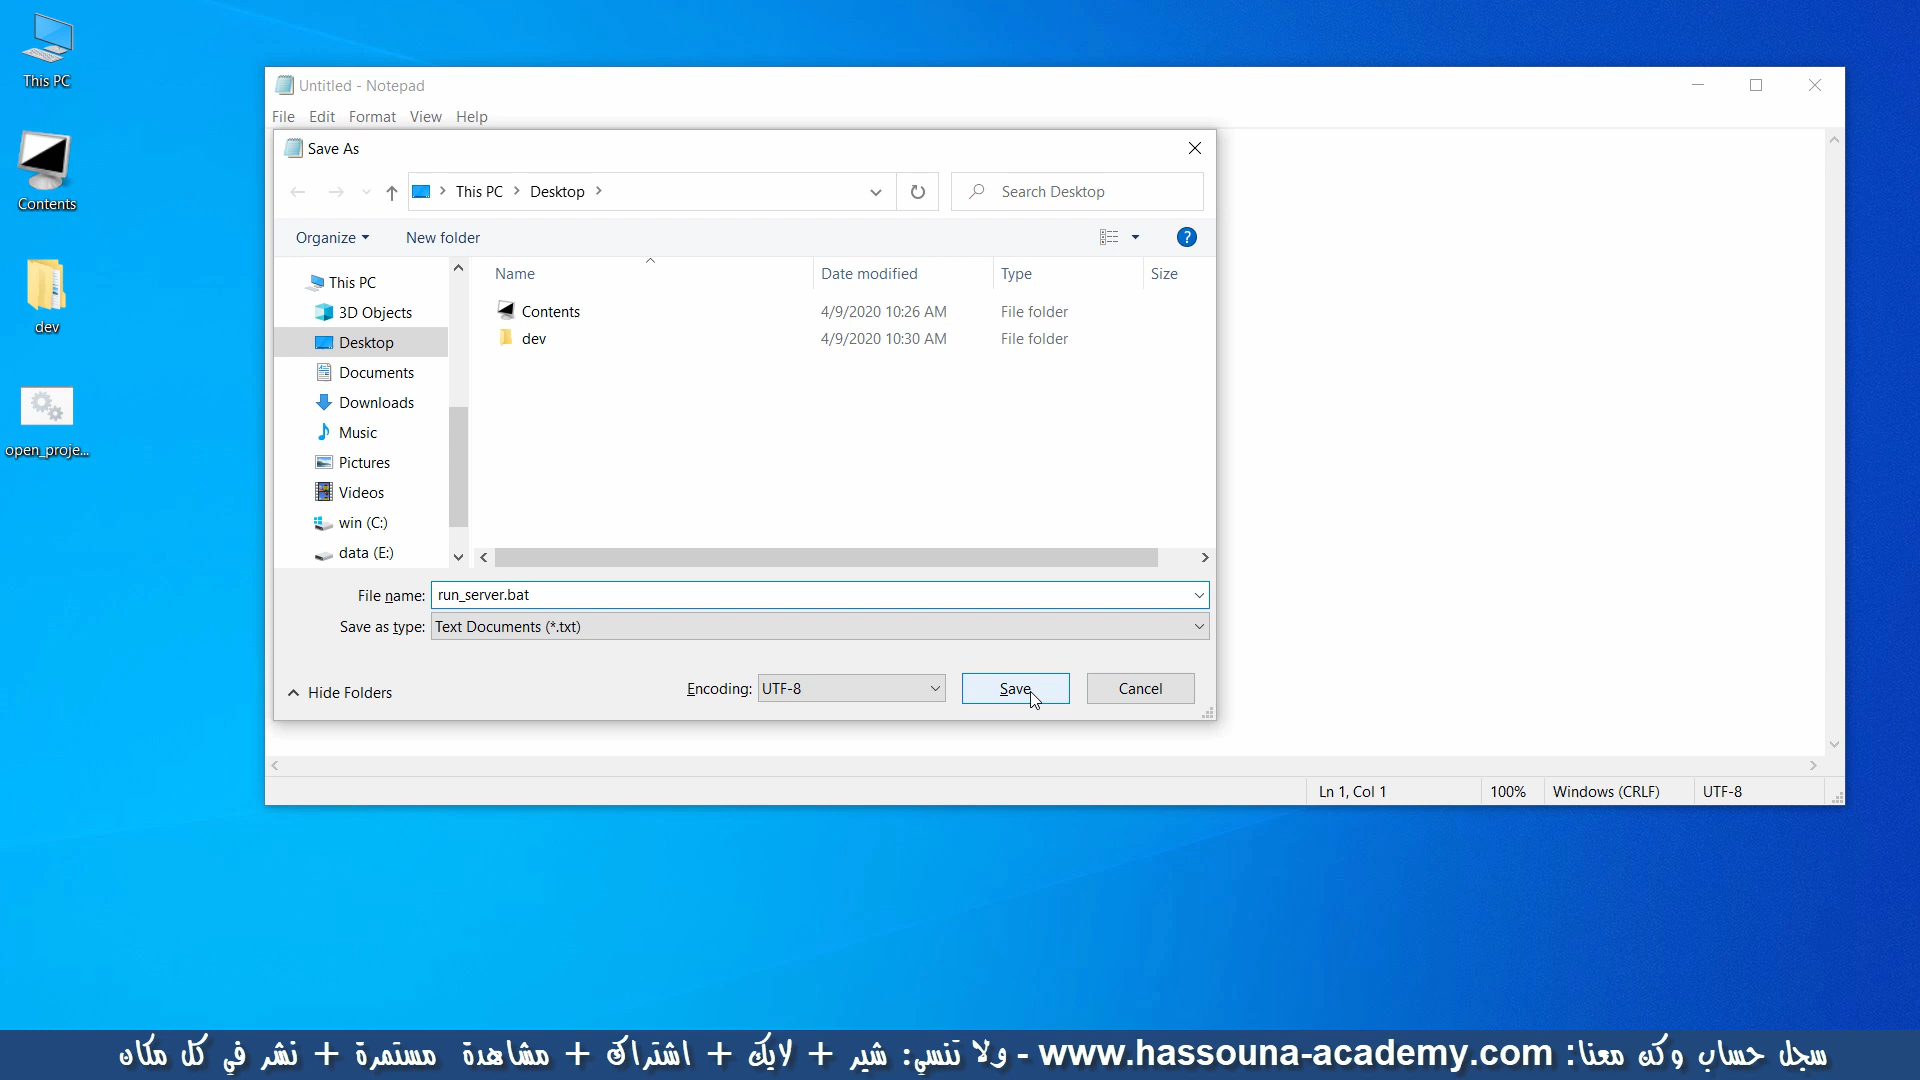 This PC
Contents
dev
open_proje...
Untitled - Notepad
File Edit Format View Help
Save As
This PC Desktop
Search Desktop
Organize New folder
?
Name Date modified Type Size
This PC
3D Objects
Desktop
Documents
Downloads
Music
Pictures
Videos
win (C:)
data (E:)
Contents 4/9/2020 10:26 AM File folder
dev 4/9/2020 10:30 AM File folder
File name: run_server.bat
Save as type: Text Documents (*.txt)
Hide Folders
Encoding: UTF-8
Save
Cancel
Ln 1, Col 1 100% Windows (CRLF) UTF-8
سجل حساب وكن معنا: www.hassouna-academy.com - ولا تنسي: شير + لايك + اشتراك + مشاهدة مستمرة + نشر في كل مكان